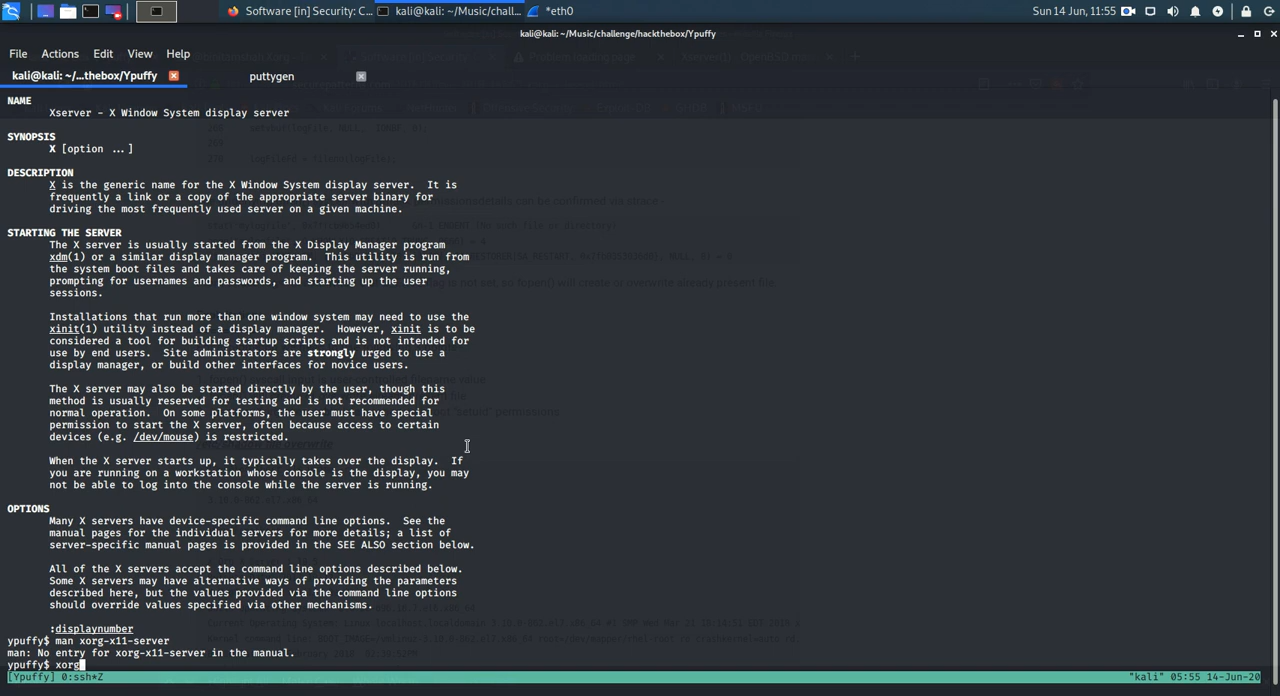 Software [in] Security: C...
kali@kali: ~/Music/chall...
*eth0
Sun 14 Jun, 11:55
kali@kali: ~/Music/challenge/hackthebox/Ypuffy
File Actions Edit View Help
kali@kali: ~/...thebox/Ypuffy
puttygen
NAME
Xserver - X Window System display server
SYNOPSIS
X [option ...]
DESCRIPTION
X is the generic name for the X Window System display server. It is
frequently a link or a copy of the appropriate server binary for
driving the most frequently used server on a given machine.
STARTING THE SERVER
The X server is usually started from the X Display Manager program
xdm(1) or a similar display manager program. This utility is run from
the system boot files and takes care of keeping the server running,
prompting for usernames and passwords, and starting up the user
sessions.
Installations that run more than one window system may need to use the
xinit(1) utility instead of a display manager. However, xinit is to be
considered a tool for building startup scripts and is not intended for
use by end users. Site administrators are strongly urged to use a
display manager, or build other interfaces for novice users.
The X server may also be started directly by the user, though this
method is usually reserved for testing and is not recommended for
normal operation. On some platforms, the user must have special
permission to start the X server, often because access to certain
devices (e.g. /dev/mouse) is restricted.
When the X server starts up, it typically takes over the display. If
you are running on a workstation whose console is the display, you may
not be able to log into the console while the server is running.
OPTIONS
Many X servers have device-specific command line options. See the
manual pages for the individual servers for more details; a list of
server-specific manual pages is provided in the SEE ALSO section below.
All of the X servers accept the command line options described below.
Some X servers may have alternative ways of providing the parameters
described here, but the values provided via the command line options
should override values specified via other mechanisms.
:displaynumber
ypuffy$ man xorg-x11-server
man: No entry for xorg-x11-server in the manual.
ypuffy$ xorg
[Ypuffy] 0:ssh*Z
"kali" 05:55 14-Jun-20